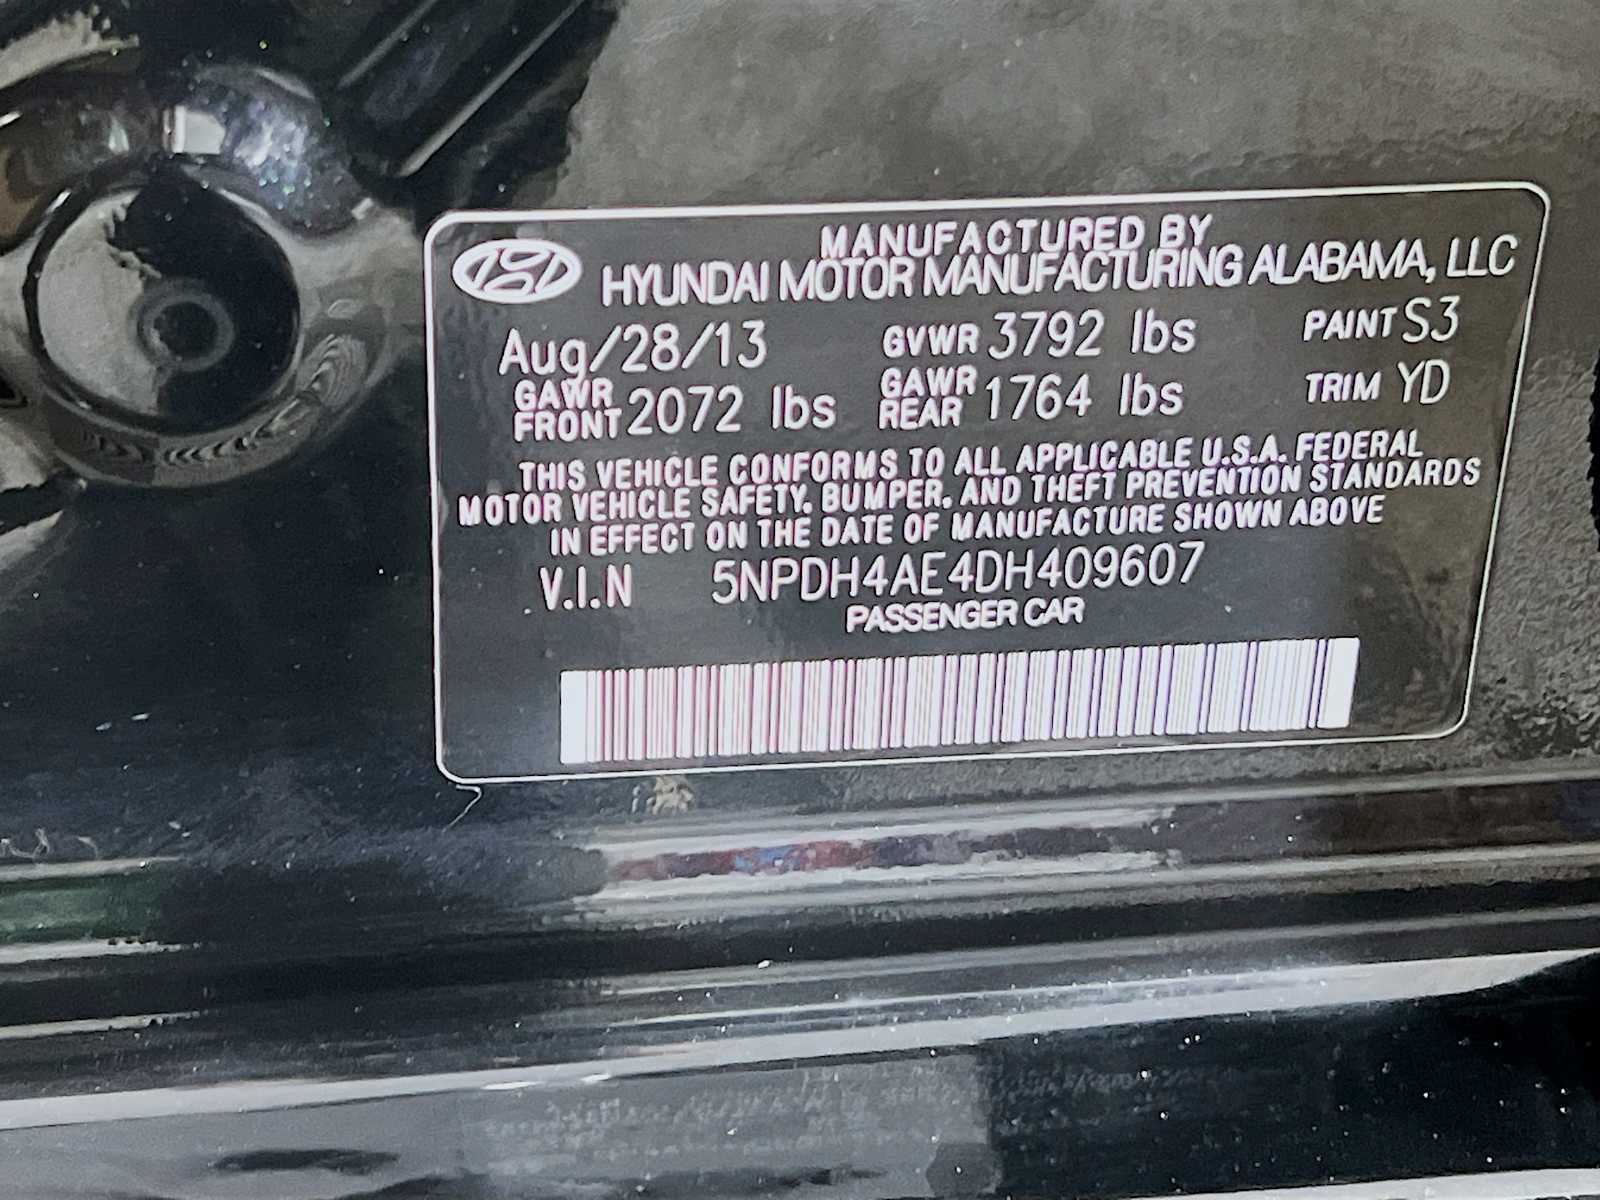 MANUFACTURED BY
HYUNDAI MOTOR MANUFACTURING ALABAMA, LLC
Aug/28/13 GVWR 3792 lbs PAINT S3
GAWR FRONT 2072 lbs GAWR REAR 1764 lbs TRIM YD
THIS VEHICLE CONFORMS TO ALL APPLICABLE U.S.A. FEDERAL
MOTOR VEHICLE SAFETY, BUMPER, AND THEFT PREVENTION STANDARDS
IN EFFECT ON THE DATE OF MANUFACTURE SHOWN ABOVE
V.I.N 5NPDH4AE4DH409607
PASSENGER CAR